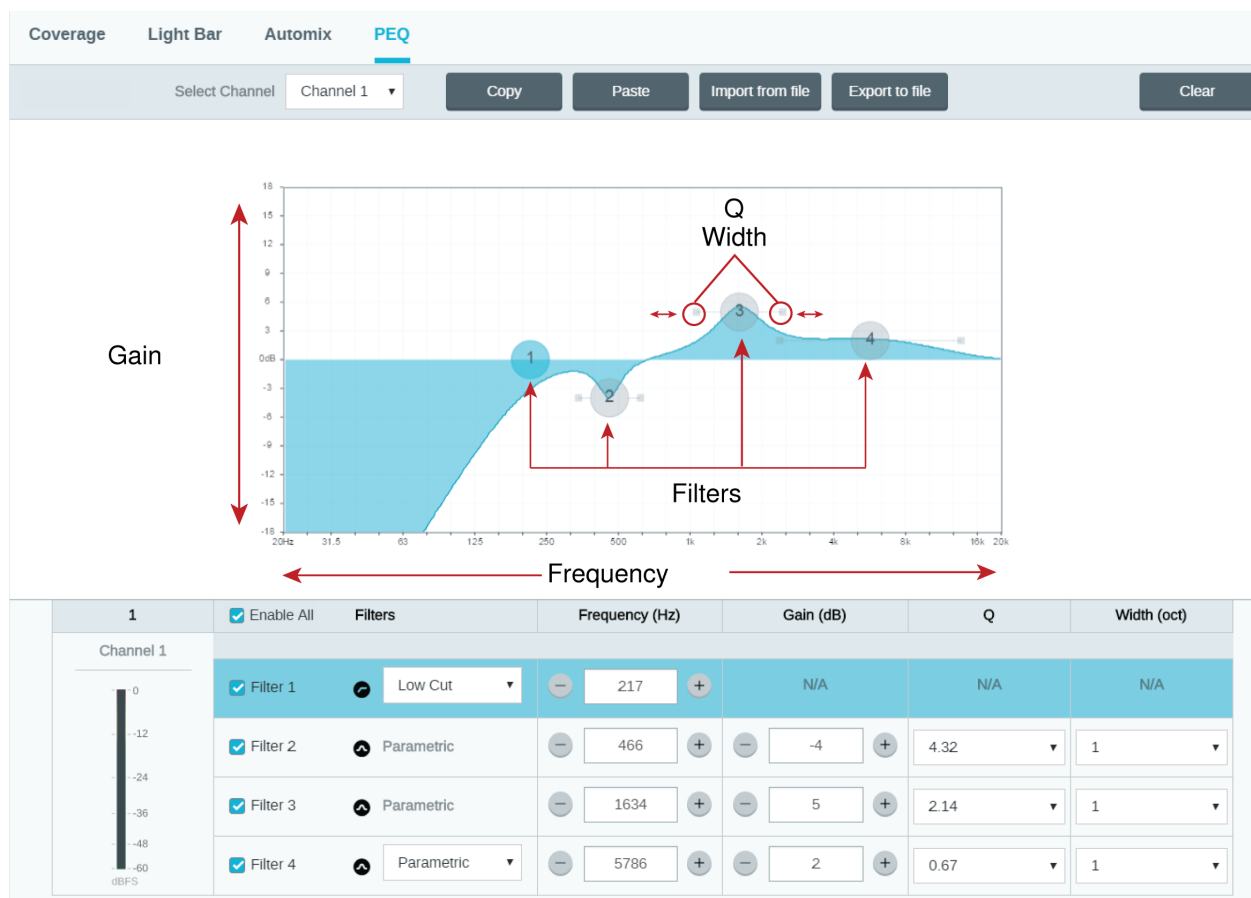 Coverage Light Bar Automix PEQ
Select Channel Channel 1 Copy Paste Import from file Export to file Clear
18
15
12
9
6
3
0dB
-3
-6
-9
-12
-15
-18
Gain
Q
Width
1 2 3 4
Filters
20Hz 31.5 63 125 250 500 1k 2k 4k 8k 16k 20k
Frequency
1 Enable All Filters Frequency (Hz) Gain (dB) Q Width (oct)
Channel 1
0
-12
-24
-36
-48
-60
dBFS
Filter 1 Low Cut − 217 + N/A N/A N/A
Filter 2 Parametric − 466 + − -4 + 4.32 1
Filter 3 Parametric − 1634 + − 5 + 2.14 1
Filter 4 Parametric − 5786 + − 2 + 0.67 1